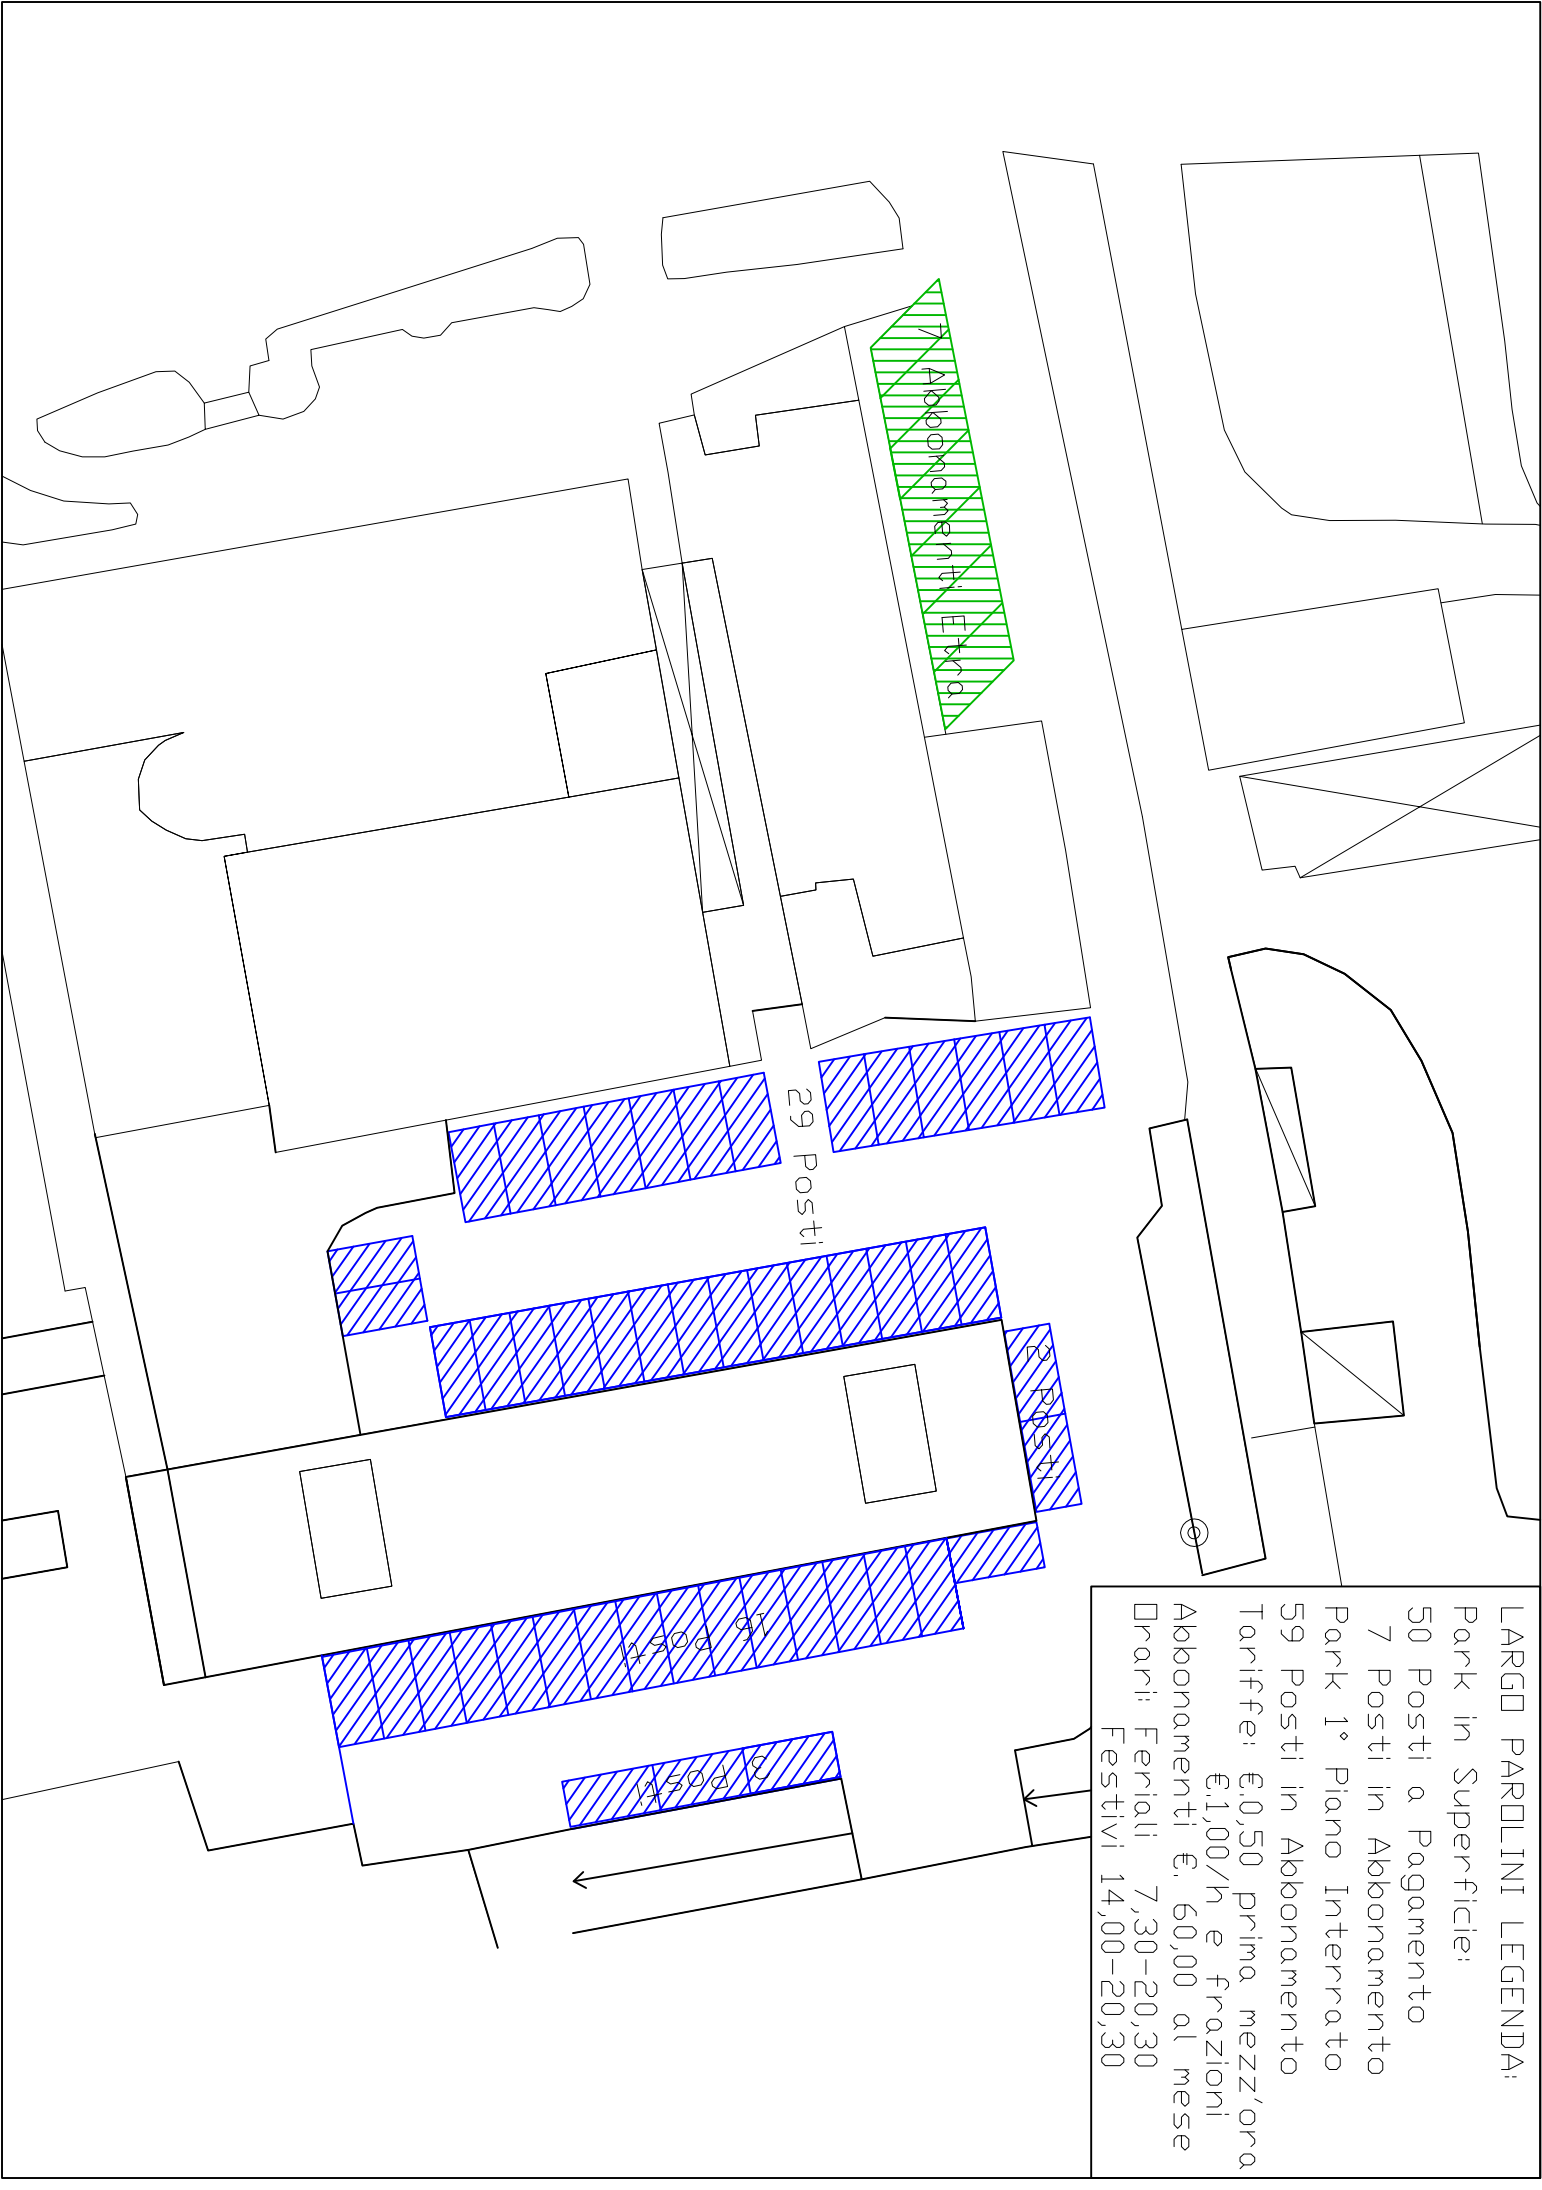 LARGO PAROLINI LEGENDA:
Park in Superficie:
50 Posti a Pagamento
7 Posti in Abbonamento
Park 1° Piano Interrato
59 Posti in Abbonamento
Tariffe: €.0,50 prima mezz'ora
€.1,00/h e frazioni
Abbonamenti €. 60,00 al mese
Orari: Feriali 7,30-20,30
Festivi 14,00-20,30
7 Abbonamenti Etra
29 Posti
2 Posti
16 Posti
3 Posti